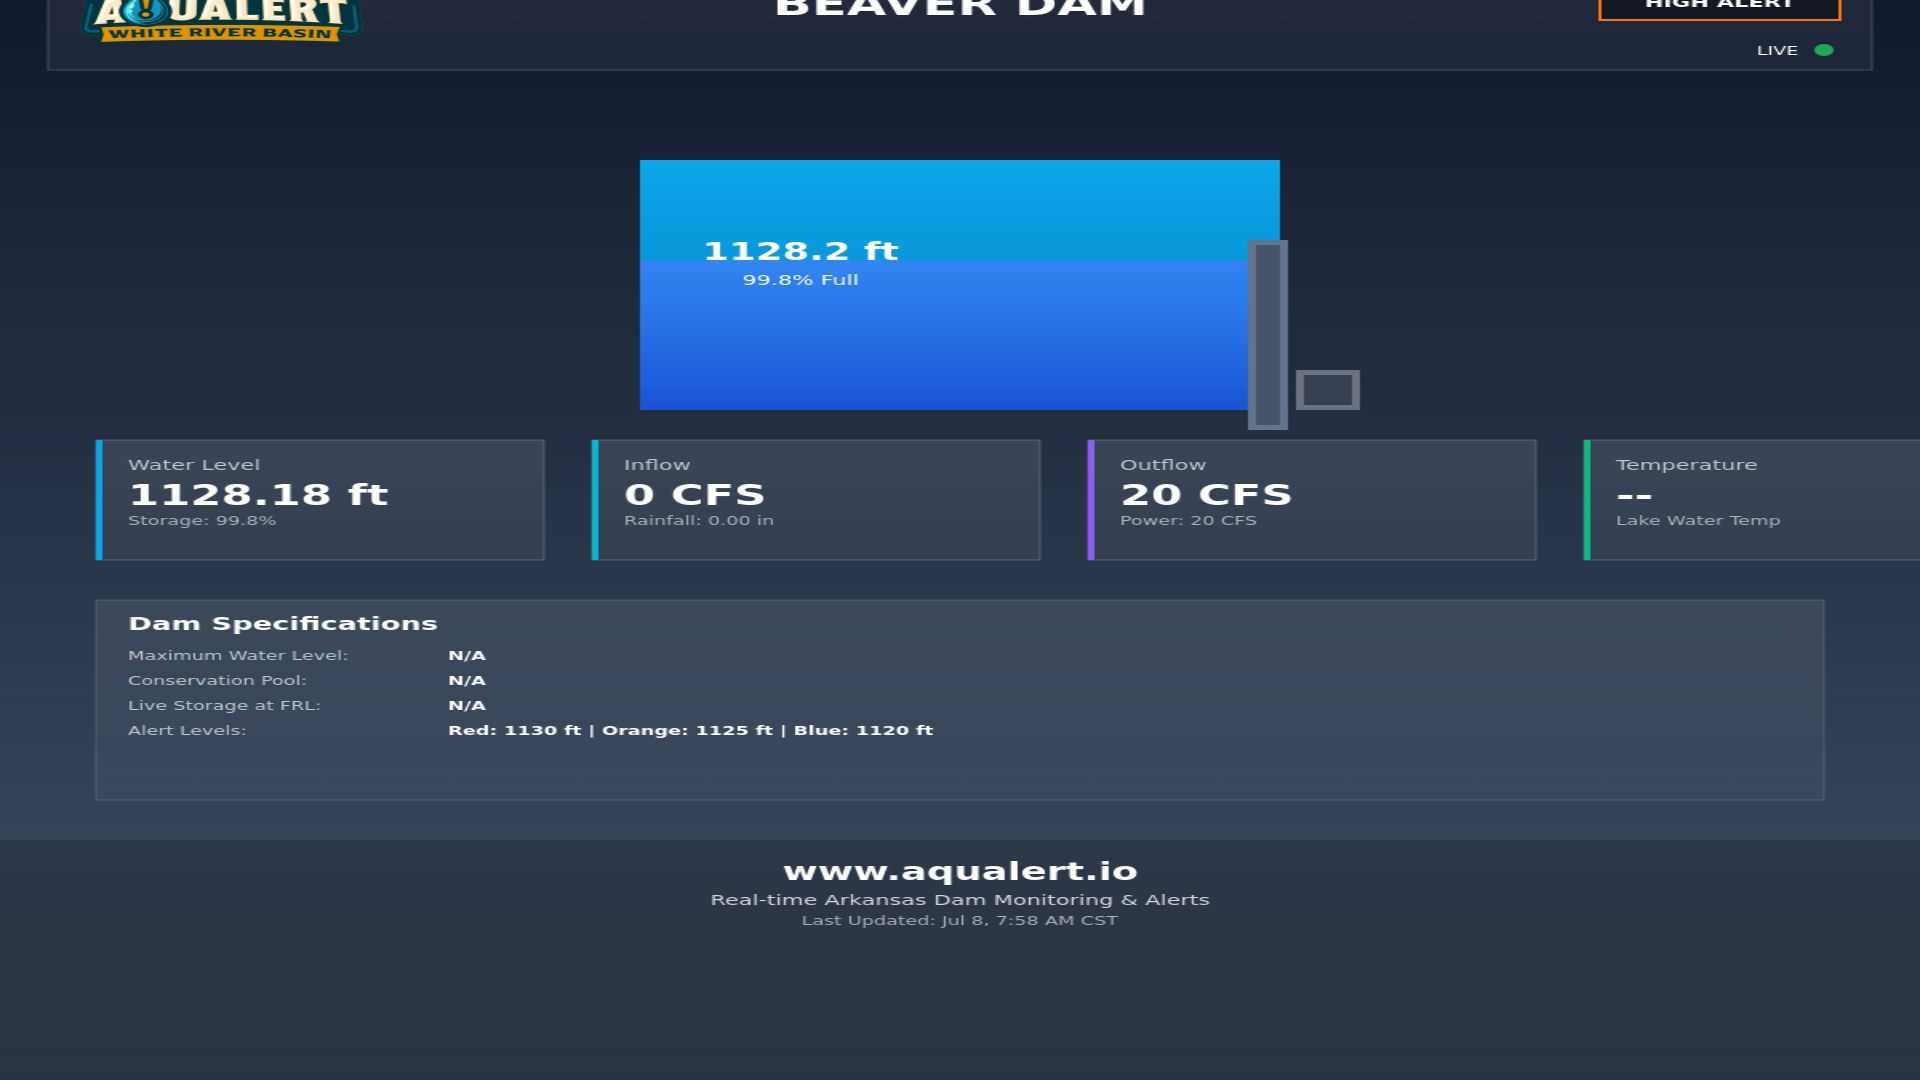 AQUALERT
WHITE RIVER BASIN
BEAVER DAM
HIGH ALERT
LIVE
1128.2 ft
99.8% Full
Water Level
1128.18 ft
Storage: 99.8%
Inflow
0 CFS
Rainfall: 0.00 in
Outflow
20 CFS
Power: 20 CFS
Temperature
--
Lake Water Temp
Dam Specifications
Maximum Water Level: N/A
Conservation Pool: N/A
Live Storage at FRL: N/A
Alert Levels: Red: 1130 ft | Orange: 1125 ft | Blue: 1120 ft
www.aqualert.io
Real-time Arkansas Dam Monitoring & Alerts
Last Updated: Jul 8, 7:58 AM CST